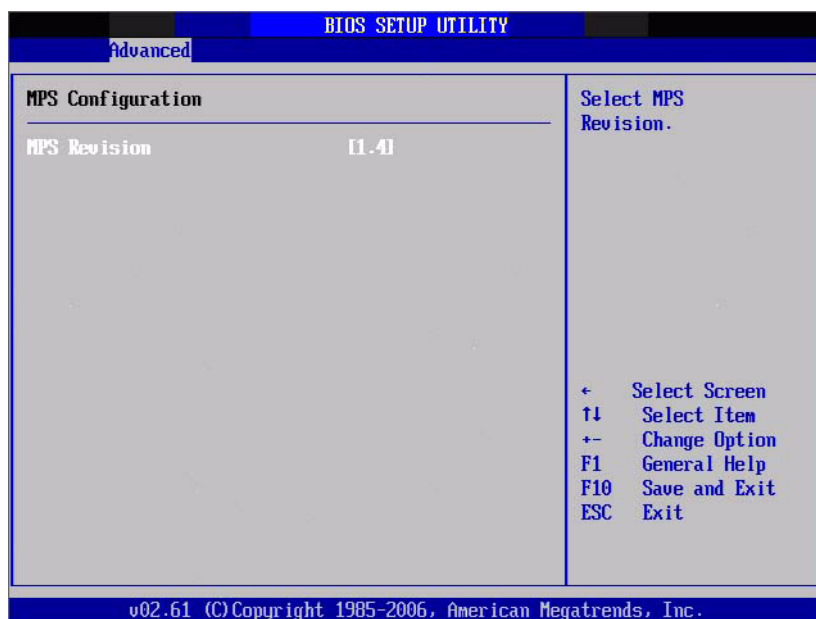 BIOS SETUP UTILITY
Advanced
MPS Configuration
MPS Revision [1.4]
Select MPS
Revision.
← Select Screen
↑↓ Select Item
+- Change Option
F1 General Help
F10 Save and Exit
ESC Exit
v02.61 (C)Copyright 1985-2006, American Megatrends, Inc.